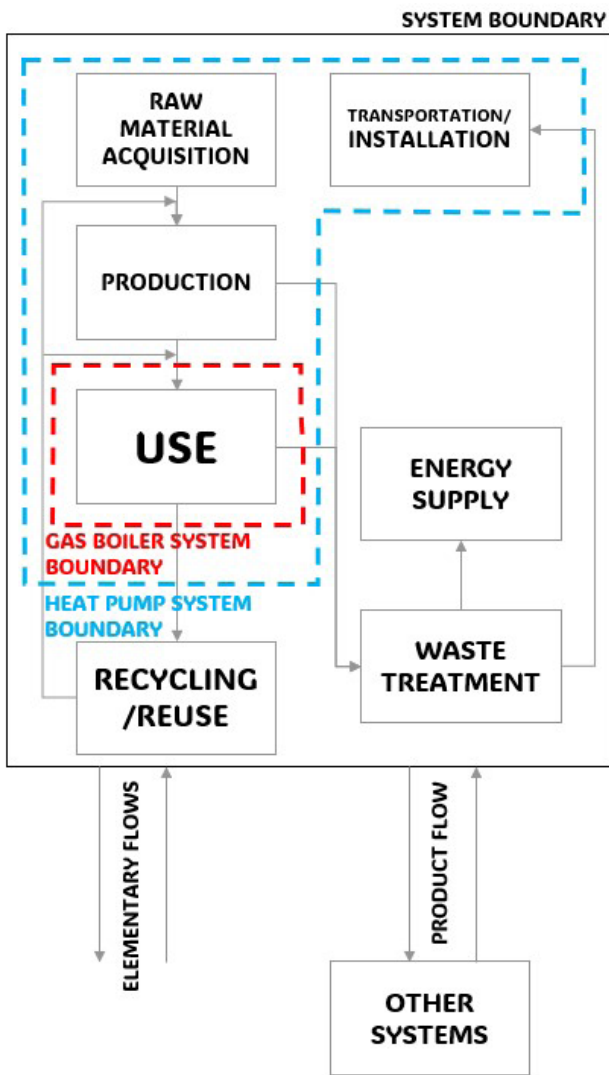 SYSTEM BOUNDARY
RAW
MATERIAL
ACQUISITION
TRANSPORTATION/
INSTALLATION
PRODUCTION
USE
ENERGY
SUPPLY
GAS BOILER SYSTEM
BOUNDARY
HEAT PUMP SYSTEM
BOUNDARY
WASTE
TREATMENT
RECYCLING
/REUSE
ELEMENTARY FLOWS
PRODUCT FLOW
OTHER
SYSTEMS